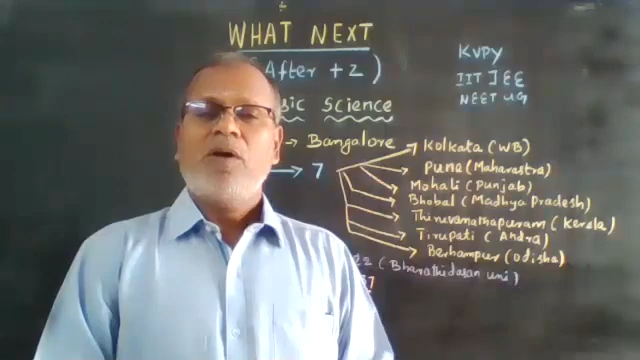 WHAT NEXT
(After +2)
Science
→ Bangalore
→ 7
KVPY
IIT JEE
NEET UG
Kolkata (WB)
Pune (Maharastra)
Mohali (Punjab)
Bhobal (Madhya Pradesh)
Thiruvanathapuram (Kerala)
Tirupati (Andra)
Berhampur (Odisha)
(Bharathidasan uni)